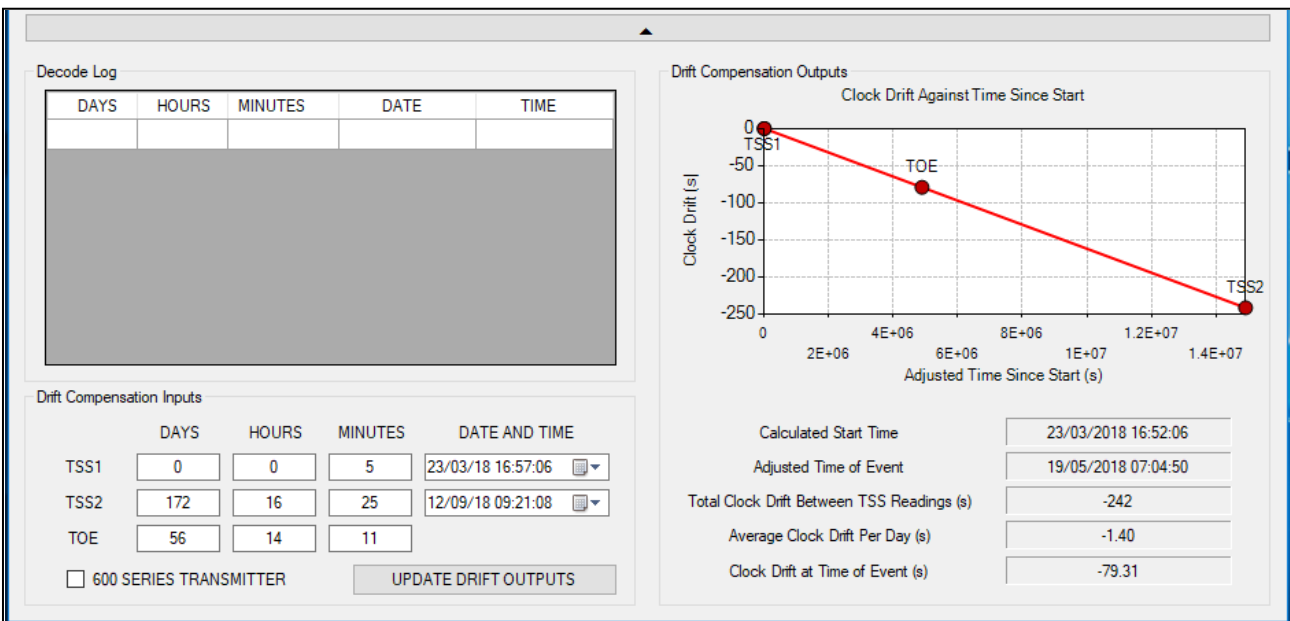 Decode Log
DAYS HOURS MINUTES DATE TIME
Drift Compensation Inputs
DAYS HOURS MINUTES DATE AND TIME
TSS1 0 0 5 23/03/18 16:57:06
TSS2 172 16 25 12/09/18 09:21:08
TOE 56 14 11
600 SERIES TRANSMITTER UPDATE DRIFT OUTPUTS
Drift Compensation Outputs
Clock Drift Against Time Since Start
Clock Drift (s)
0
-50
-100
-150
-200
-250
TSS1
TOE
TSS2
0 4E+06 8E+06 1.2E+07
2E+06 6E+06 1E+07 1.4E+07
Adjusted Time Since Start (s)
Calculated Start Time 23/03/2018 16:52:06
Adjusted Time of Event 19/05/2018 07:04:50
Total Clock Drift Between TSS Readings (s) -242
Average Clock Drift Per Day (s) -1.40
Clock Drift at Time of Event (s) -79.31